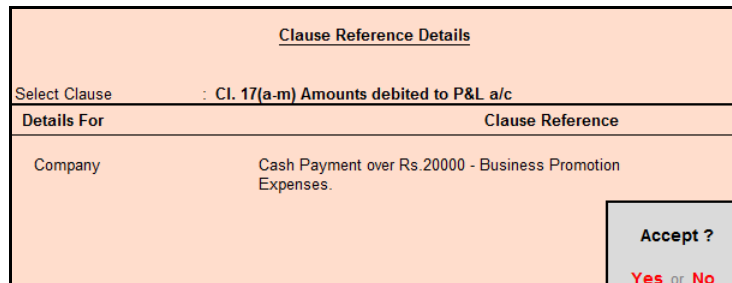 Clause Reference Details
Select Clause : Cl. 17(a-m) Amounts debited to P&L a/c
Details For Clause Reference
Company Cash Payment over Rs.20000 - Business Promotion
Expenses.
Accept ?
Yes or No